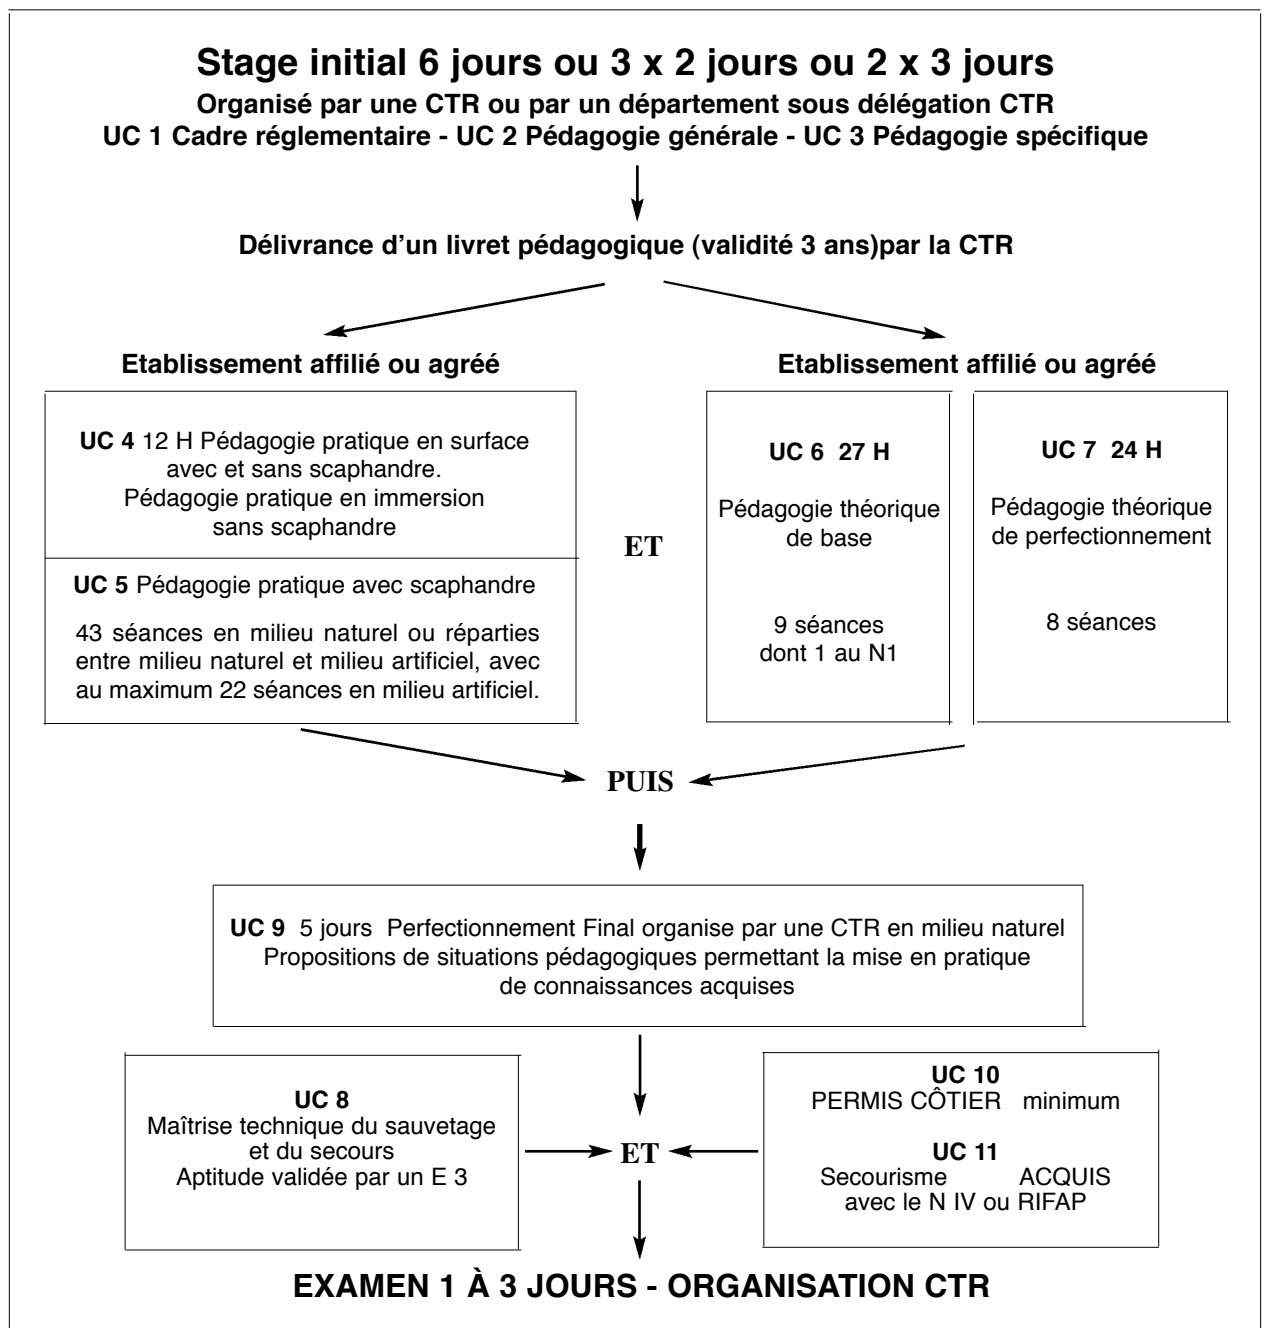 Stage initial 6 jours ou 3 x 2 jours ou 2 x 3 jours
Organisé par une CTR ou par un département sous délégation CTR
UC 1 Cadre réglementaire - UC 2 Pédagogie générale - UC 3 Pédagogie spécifique
Délivrance d'un livret pédagogique (validité 3 ans)par la CTR
Etablissement affilié ou agréé
UC 4 12 H Pédagogie pratique en surface
avec et sans scaphandre.
Pédagogie pratique en immersion
sans scaphandre
UC 5 Pédagogie pratique avec scaphandre
43 séances en milieu naturel ou réparties
entre milieu naturel et milieu artificiel, avec
au maximum 22 séances en milieu artificiel.
ET
Etablissement affilié ou agréé
UC 6 27 H
Pédagogie théorique
de base
9 séances
dont 1 au N1
UC 7 24 H
Pédagogie théorique
de perfectionnement
8 séances
PUIS
UC 9 5 jours Perfectionnement Final organise par une CTR en milieu naturel
Propositions de situations pédagogiques permettant la mise en pratique
de connaissances acquises
UC 8
Maîtrise technique du sauvetage
et du secours
Aptitude validée par un E 3
ET
UC 10
PERMIS CÔTIER minimum
UC 11
Secourisme ACQUIS
avec le N IV ou RIFAP
EXAMEN 1 À 3 JOURS - ORGANISATION CTR